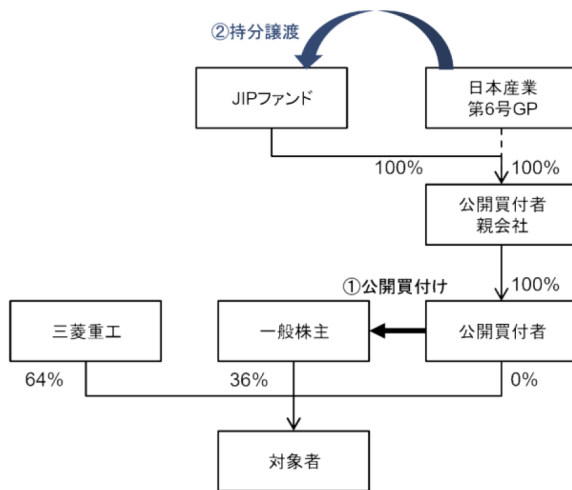 ②持分譲渡
JIPファンド
日本産業
第6号GP
100%
100%
公開買付者
親会社
100%
①公開買付け
三菱重工
一般株主
公開買付者
64%
36%
0%
対象者